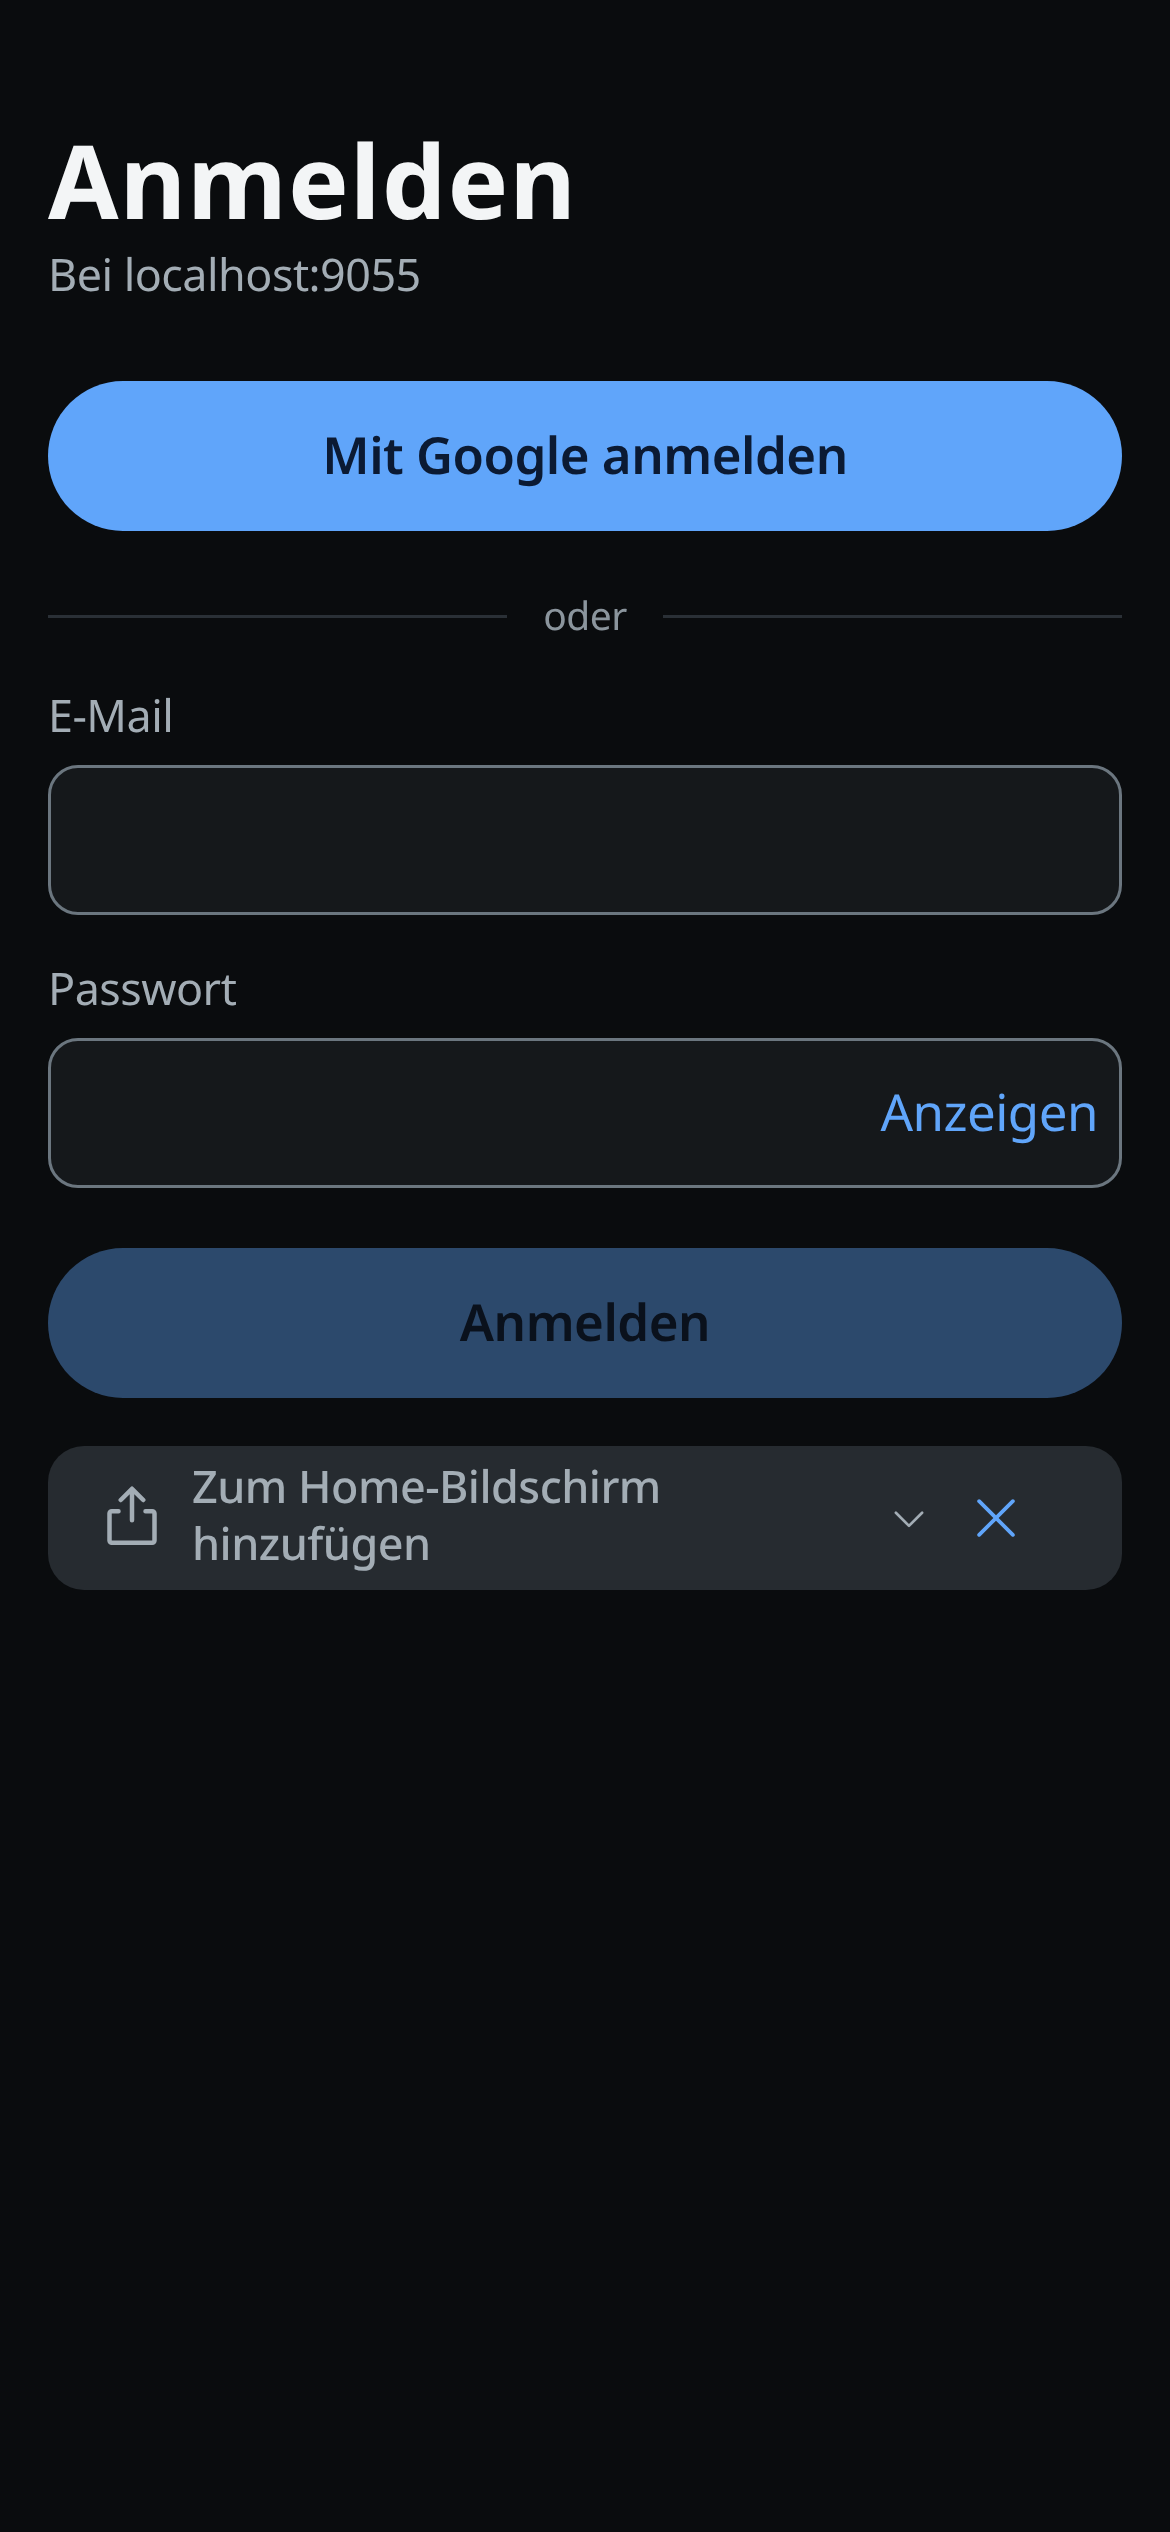 Anmelden
Bei localhost:9055
Mit Google anmelden
oder
E-Mail
Passwort
Anzeigen
Anmelden
Zum Home-Bildschirm
hinzufügen